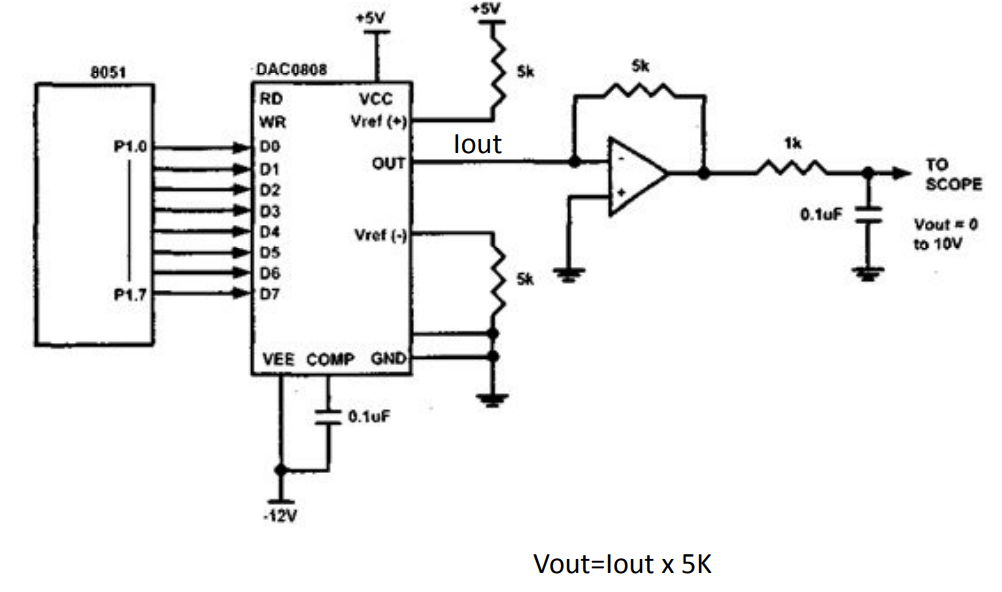 +5V
+5V
8051
DAC0808
5k
5k
RD
VCC
WR
Vref (+)
P1.0
D0
Iout
1k
OUT
D1
TO
SCOPE
D2
D3
0.1uF
Vout = 0
to 10V
D4
Vref (-)
D5
D6
5k
P1.7
D7
VEE
COMP
GND
0.1uF
-12V
-
+
Vout=Iout x 5K